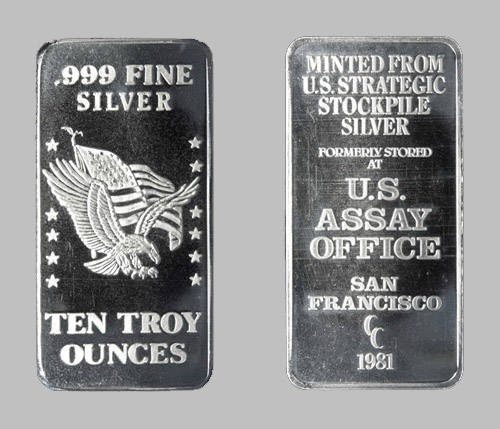 .999 FINE
SILVER
TEN TROY
OUNCES
MINTED FROM
U.S. STRATEGIC
STOCKPILE
SILVER
FORMERLY STORED
AT
U.S.
ASSAY
OFFICE
SAN
FRANCISCO
CC
1981